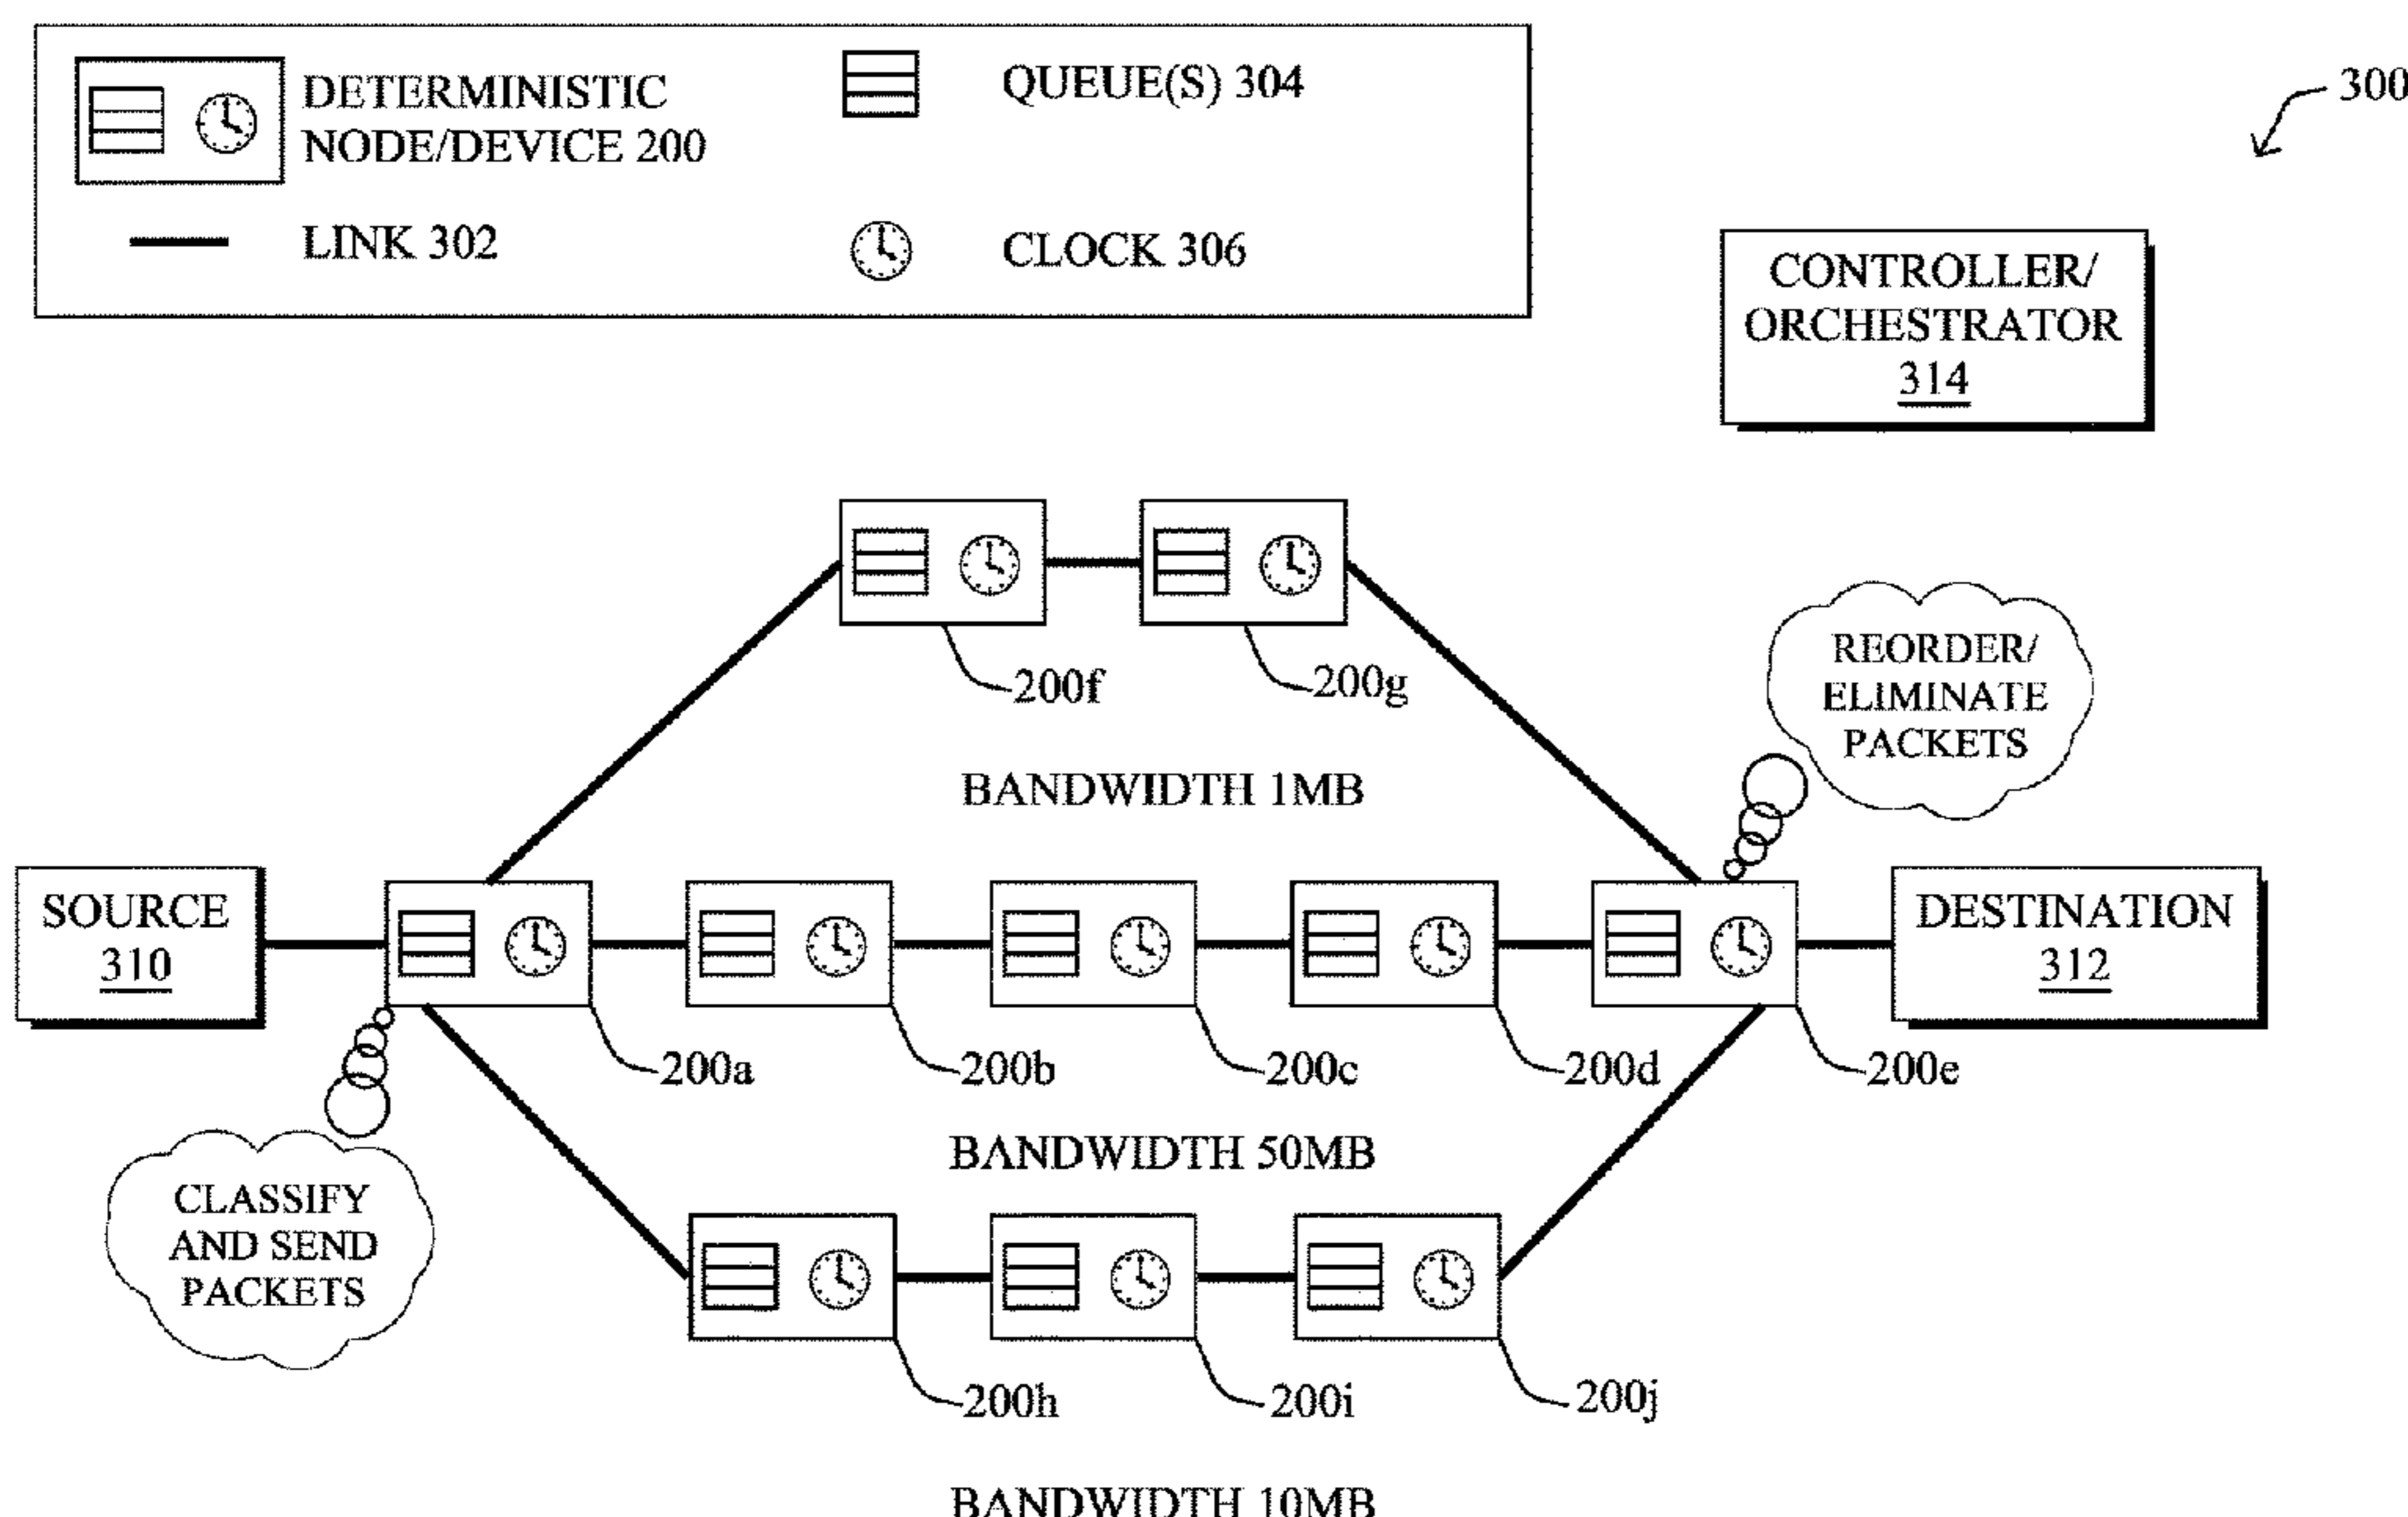 DETERMINISTIC
NODE/DEVICE 200
QUEUE(S) 304
LINK 302
CLOCK 306
300
CONTROLLER/
ORCHESTRATOR
314
200f
200g
REORDER/
ELIMINATE
PACKETS
BANDWIDTH 1MB
SOURCE
310
DESTINATION
312
200a
200b
200c
200d
200e
BANDWIDTH 50MB
CLASSIFY
AND SEND
PACKETS
200h
200i
200j
BANDWIDTH 10MB